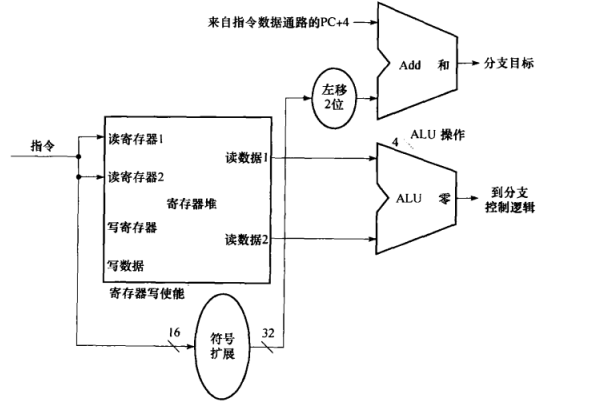 来自指令数据通路的PC+4
Add 和
分支目标
左移
2位
ALU 操作
4
指令
读寄存器1
读数据1
读寄存器2
寄存器堆
ALU 零
到分支
控制逻辑
写寄存器
读数据2
写数据
寄存器写使能
16
符号
扩展
32